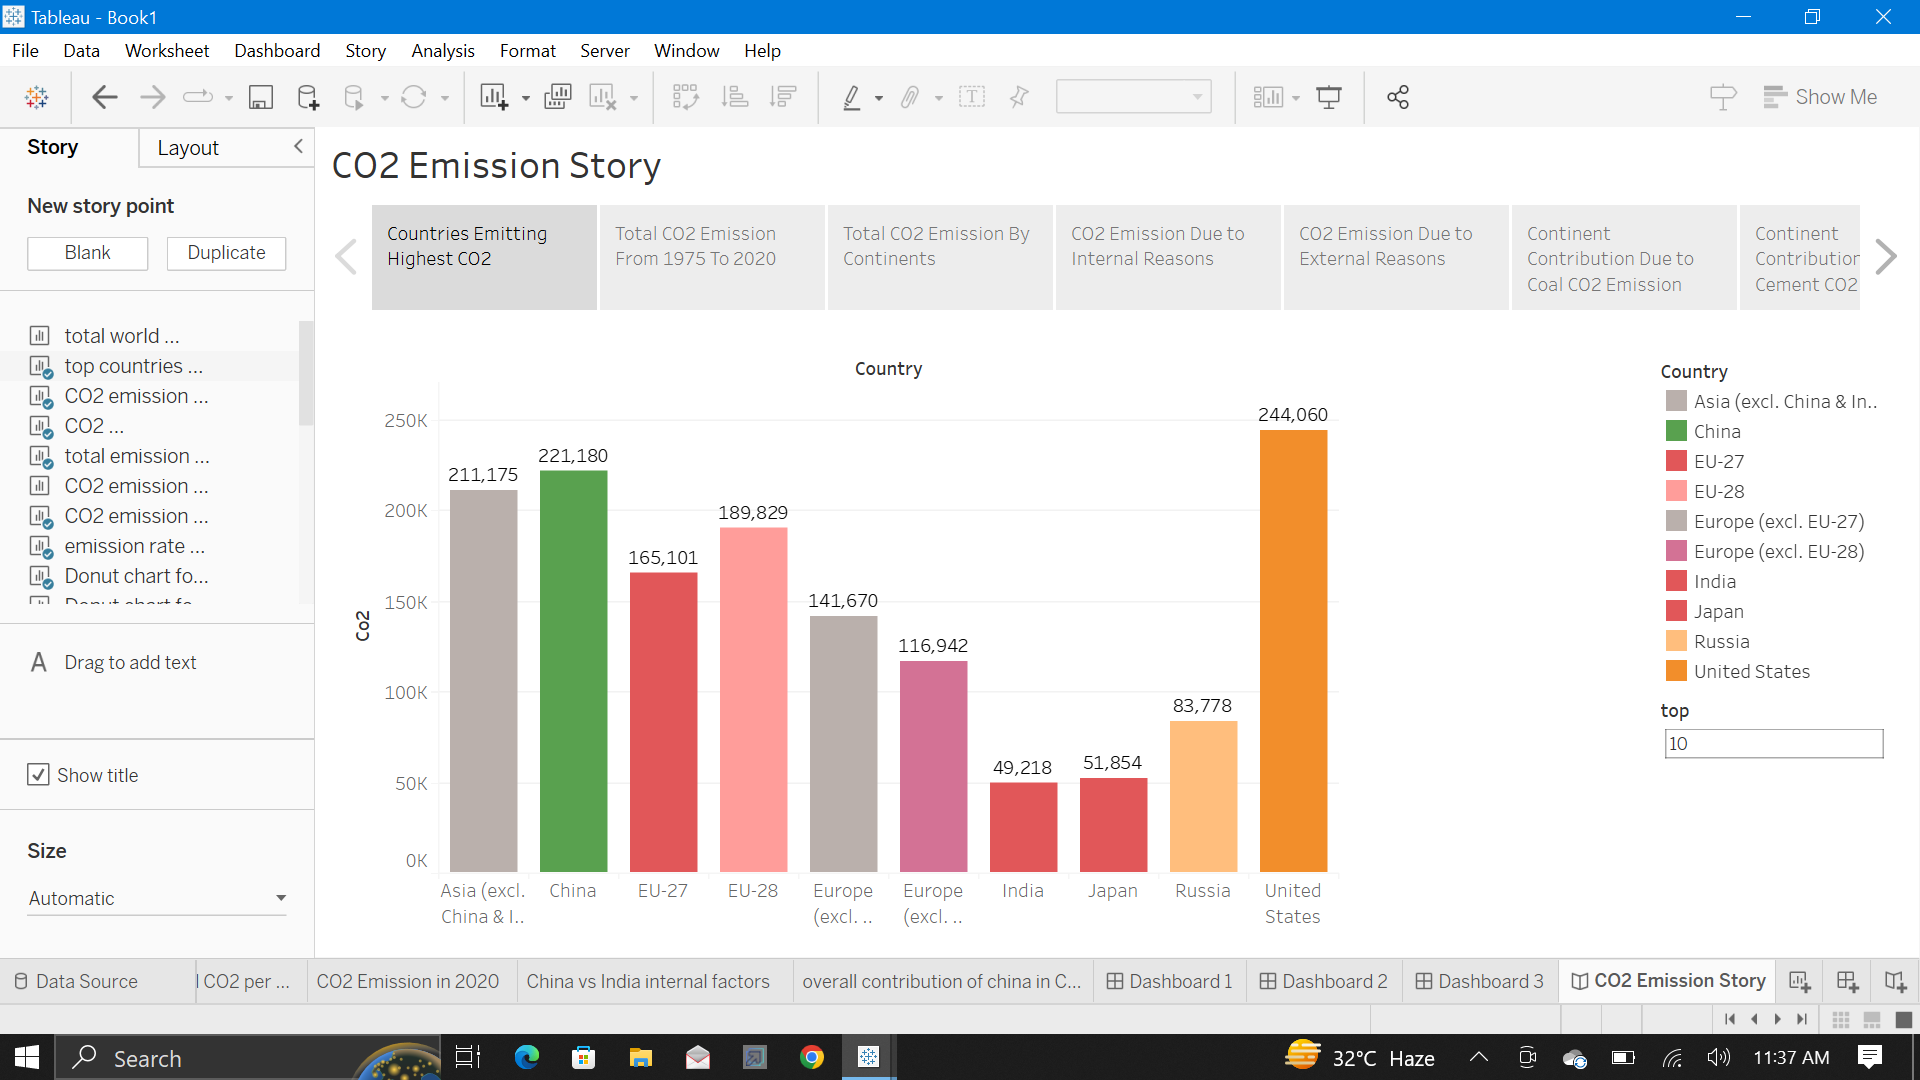 Tableau - Book1
File Data Worksheet Dashboard Story Analysis Format Server Window Help
Show Me
Story
Layout
New story point
Blank
Duplicate
total world ...
top countries ...
CO2 emission ...
CO2 ...
total emission ...
CO2 emission ...
CO2 emission ...
emission rate ...
Donut chart fo...
A Drag to add text
Show title
Size
Automatic
CO2 Emission Story
Countries Emitting
Highest CO2
Total CO2 Emission
From 1975 To 2020
Total CO2 Emission By
Continents
CO2 Emission Due to
Internal Reasons
CO2 Emission Due to
External Reasons
Continent
Contribution Due to
Coal CO2 Emission
Continent
Contribution
Cement CO2
Country
Co2
250K
200K
150K
100K
50K
0K
211,175
221,180
165,101
189,829
141,670
116,942
49,218
51,854
83,778
244,060
Asia (excl.
China & I..
China
EU-27
EU-28
Europe
(excl. ..
Europe
(excl. ..
India
Japan
Russia
United
States
Country
Asia (excl. China & In..
China
EU-27
EU-28
Europe (excl. EU-27)
Europe (excl. EU-28)
India
Japan
Russia
United States
top
10
Data Source
l CO2 per ...
CO2 Emission in 2020
China vs India internal factors
overall contribution of china in C...
Dashboard 1
Dashboard 2
Dashboard 3
CO2 Emission Story
Search
32°C Haze
11:37 AM